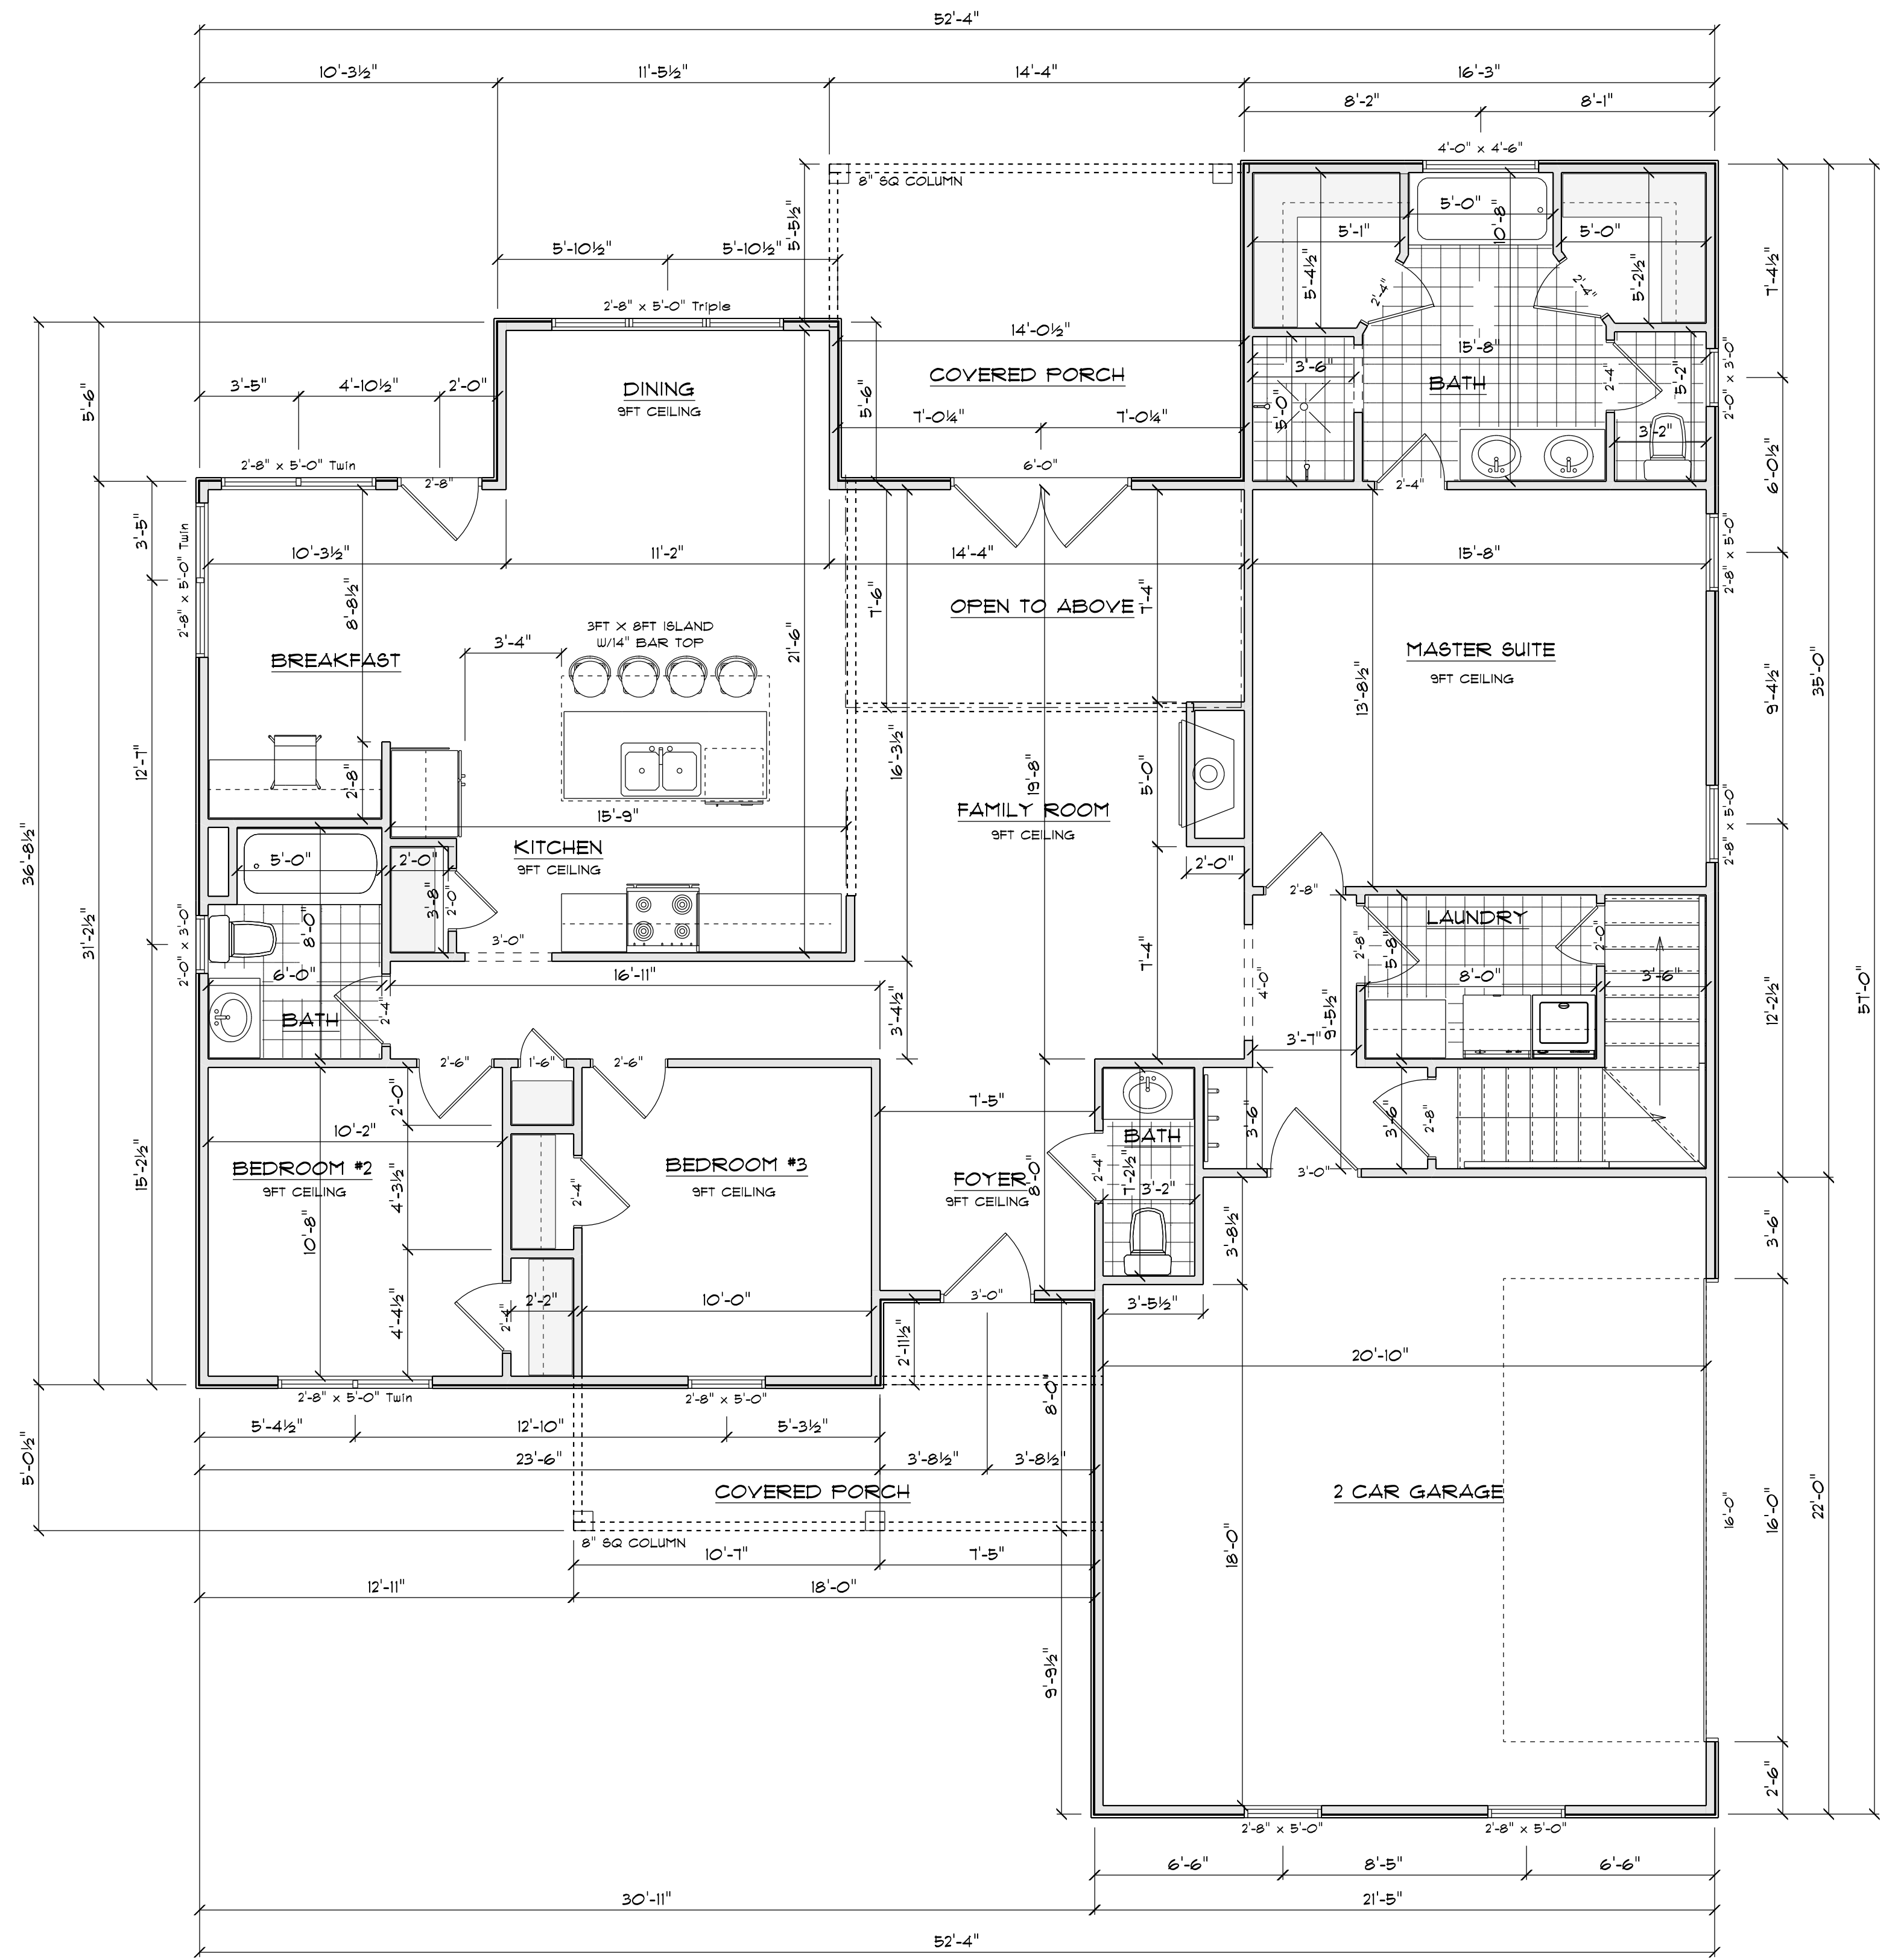 52'-4"
10'-3½" 11'-5½" 14'-4" 16'-3"
8'-2" 8'-1"
4'-0" x 4'-6"
8" SQ COLUMN
5'-10½" 5'-10½" 5'-5½"
5'-1" 5'-0" 10'-8" 5'-0"
5'-4½" 2'-4" 2'-4" 5'-2½" 7'-4½"
2'-8" x 5'-0" Triple
14'-0½"
COVERED PORCH
3'-5" 4'-10½" 2'-0"
5'-6"
DINING
9FT CEILING
5'-6"
7'-0¼" 7'-0¼"
6'-0"
3'-6" 15'-8"
BATH
5'-0" 2'-4" 5'-2" 3'-2"
2'-0" x 3'-0"
6'-0½"
2'-4"
2'-8" x 5'-0" Twin
2'-8"
3'-5"
2'-8" x 5'-0" Twin
10'-3½" 11'-2" 14'-4" 15'-8"
2'-8" x 5'-0"
8'-8½"
7'-6"
OPEN TO ABOVE
7'-4"
3FT X 8FT ISLAND
W/14" BAR TOP
3'-4"
21'-6"
BREAKFAST
MASTER SUITE
9FT CEILING
13'-8½"
9'-4½"
35'-0"
12'-7"
2'-8"
16'-3½"
19'-8"
5'-0"
FAMILY ROOM
9FT CEILING
15'-9"
KITCHEN
9FT CEILING
2'-8" x 5'-0"
36'-8½"
31'-2½"
5'-0" 2'-0"
3'-8" 2'-0"
2'-0"
2'-8"
LAUNDRY
2'-0" x 3'-0"
8'-0"
3'-0"
7'-4"
2'-8" 5'-8" 2'-0"
6'-0" 16'-11"
4'-0"
8'-0" 3'-6"
BATH
2'-4"
3'-4½"
9'-5½"
3'-7"
12'-2½"
57'-0"
2'-6" 1'-6" 2'-6"
2'-0"
7'-5"
10'-2"
BATH
3'-6" 3'-6" 2'-8"
15'-2½"
BEDROOM #2
9FT CEILING
4'-3½"
2'-4"
BEDROOM #3
9FT CEILING
FOYER
9FT CEILING
8'-0"
2'-4" 7'-2½" 3'-2"
3'-0"
10'-8"
3'-8½"
3'-6"
4'-4½"
2'-4" 2'-2" 10'-0"
3'-0"
3'-5½"
2'-11½"
20'-10"
2'-8" x 5'-0" Twin 2'-8" x 5'-0"
8'-0"
5'-4½" 12'-10" 5'-3½"
5'-0½"
23'-6" 3'-8½" 3'-8½"
COVERED PORCH
2 CAR GARAGE
16'-0" 16'-0" 22'-0"
8" SQ COLUMN
18'-0"
10'-7" 7'-5"
12'-11" 18'-0"
9'-9½"
2'-6"
2'-8" x 5'-0" 2'-8" x 5'-0"
6'-6" 8'-5" 6'-6"
30'-11" 21'-5"
52'-4"